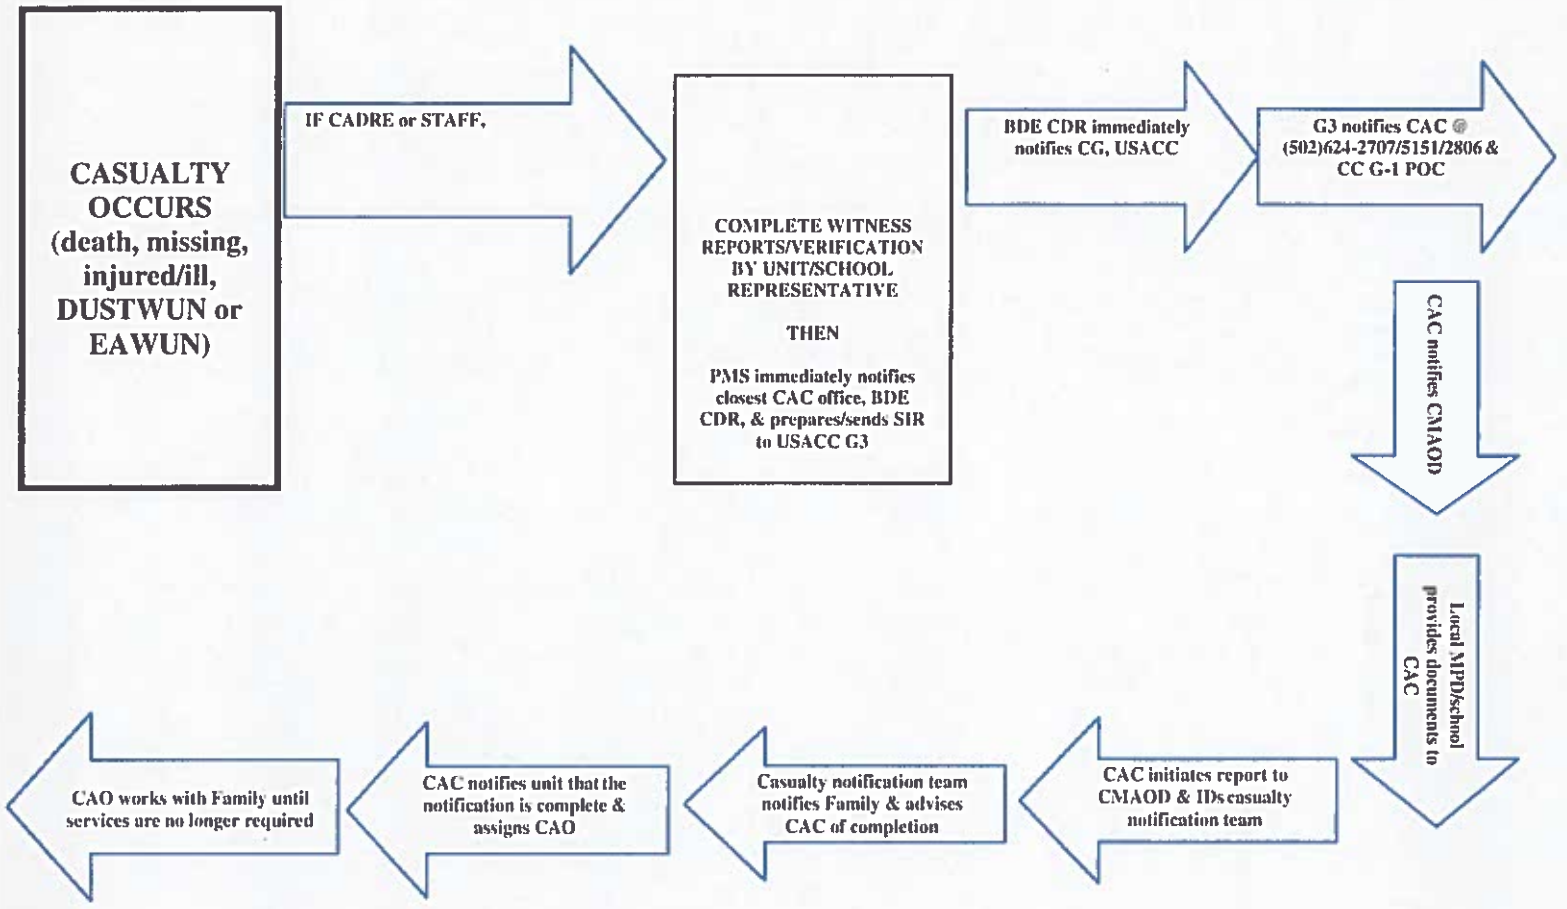 CASUALTY
OCCURS
(death, missing,
injured/ill,
DUSTWUN or
EAWUN)
IF CADRE or STAFF,
COMPLETE WITNESS
REPORTS/VERIFICATION
BY UNIT/SCHOOL
REPRESENTATIVE
THEN
PMS immediately notifies
closest CAC office, BDE
CDR, & prepares/sends SIR
to USACC G3
BDE CDR immediately
notifies CG, USACC
G3 notifies CAC @
(502)624-2707/5151/2806 &
CC G-1 POC
CAC notifies CMAOD
Local MPD/school
provides documents to
CAC
CAC initiates report to
CMAOD & IDs casualty
notification team
Casualty notification team
notifies Family & advises
CAC of completion
CAC notifies unit that the
notification is complete &
assigns CAO
CAO works with Family until
services are no longer required